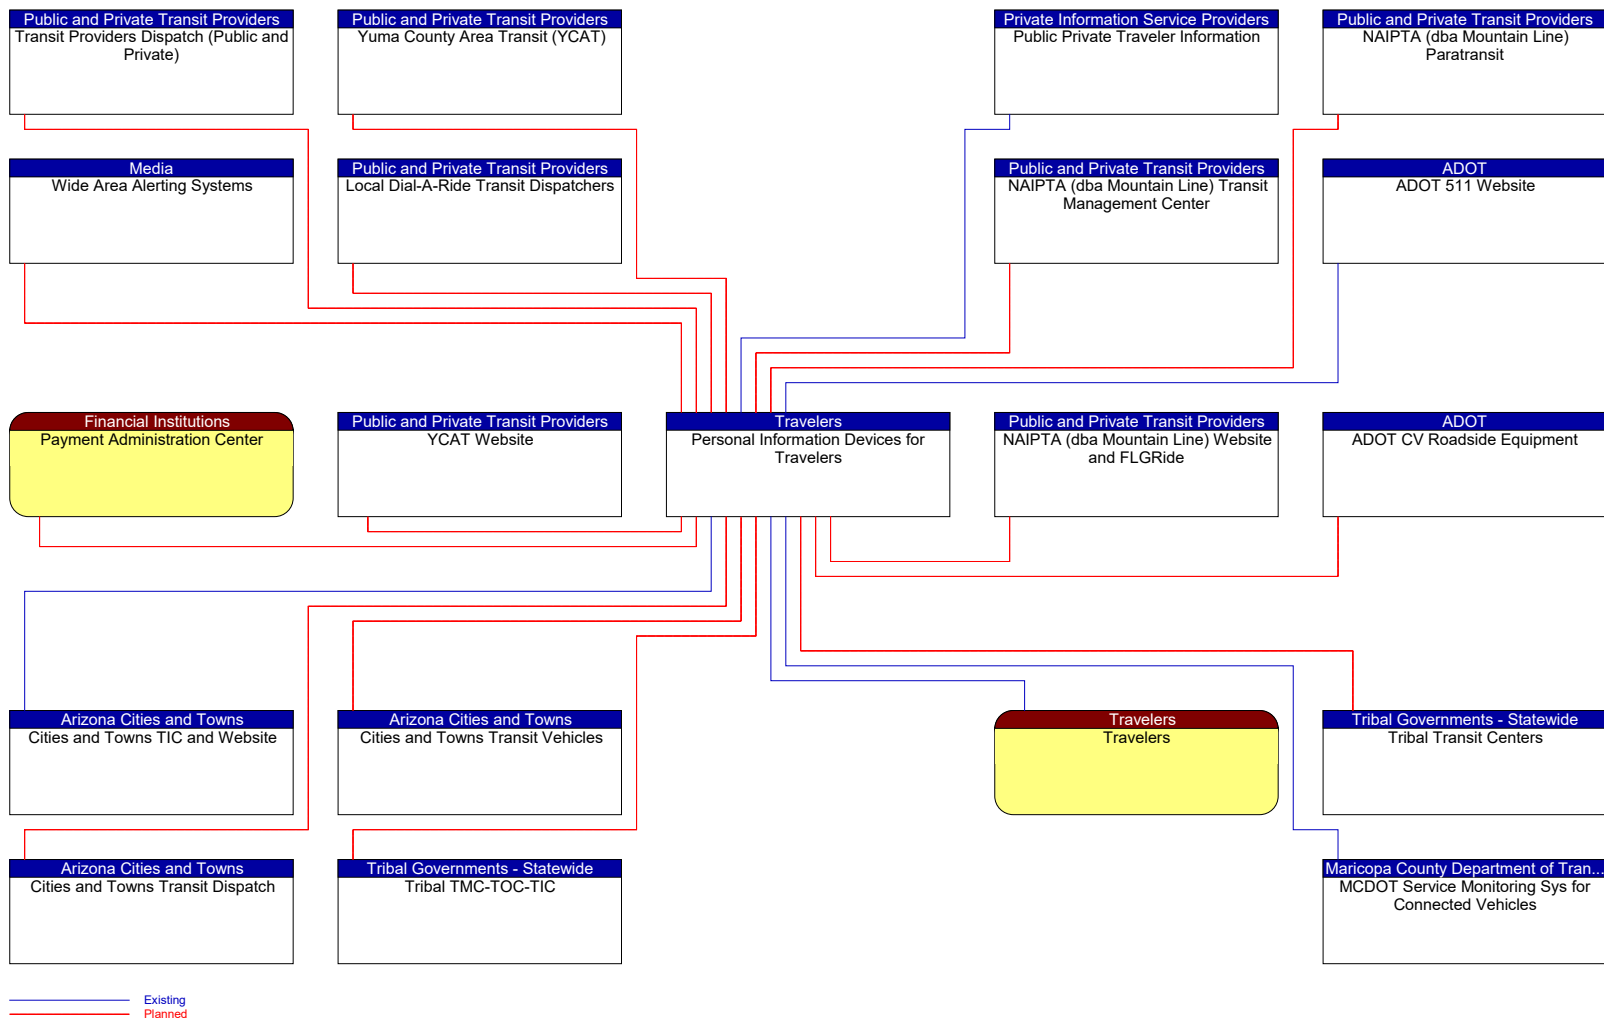 Public and Private Transit Providers
Transit Providers Dispatch (Public and
Private)
Public and Private Transit Providers
Yuma County Area Transit (YCAT)
Private Information Service Providers
Public Private Traveler Information
Public and Private Transit Providers
NAIPTA (dba Mountain Line)
Paratransit
Media
Wide Area Alerting Systems
Public and Private Transit Providers
Local Dial-A-Ride Transit Dispatchers
Public and Private Transit Providers
NAIPTA (dba Mountain Line) Transit
Management Center
ADOT
ADOT 511 Website
Financial Institutions
Payment Administration Center
Public and Private Transit Providers
YCAT Website
Travelers
Personal Information Devices for
Travelers
Public and Private Transit Providers
NAIPTA (dba Mountain Line) Website
and FLGRide
ADOT
ADOT CV Roadside Equipment
Arizona Cities and Towns
Cities and Towns TIC and Website
Arizona Cities and Towns
Cities and Towns Transit Vehicles
Travelers
Travelers
Tribal Governments - Statewide
Tribal Transit Centers
Arizona Cities and Towns
Cities and Towns Transit Dispatch
Tribal Governments - Statewide
Tribal TMC-TOC-TIC
Maricopa County Department of Tran...
MCDOT Service Monitoring Sys for
Connected Vehicles
Existing
Planned